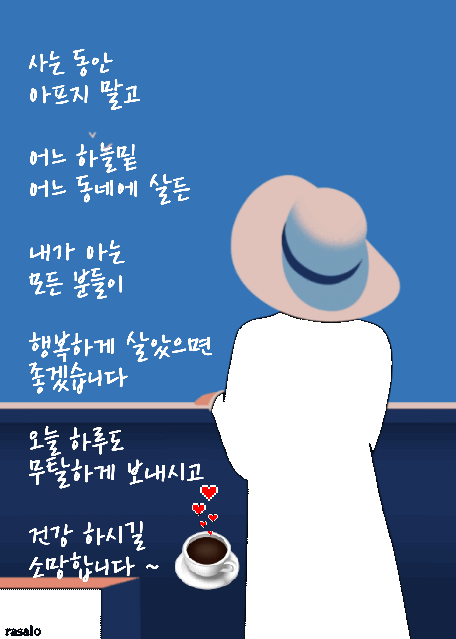 사는 동안
아프지 말고
어느 하늘밑
어느 동네에 살든
내가 아는
모든 분들이
행복하게 살았으면
좋겠습니다
오늘 하루도
무탈하게 보내시고
건강 하시길
소망합니다 ~
rasalo